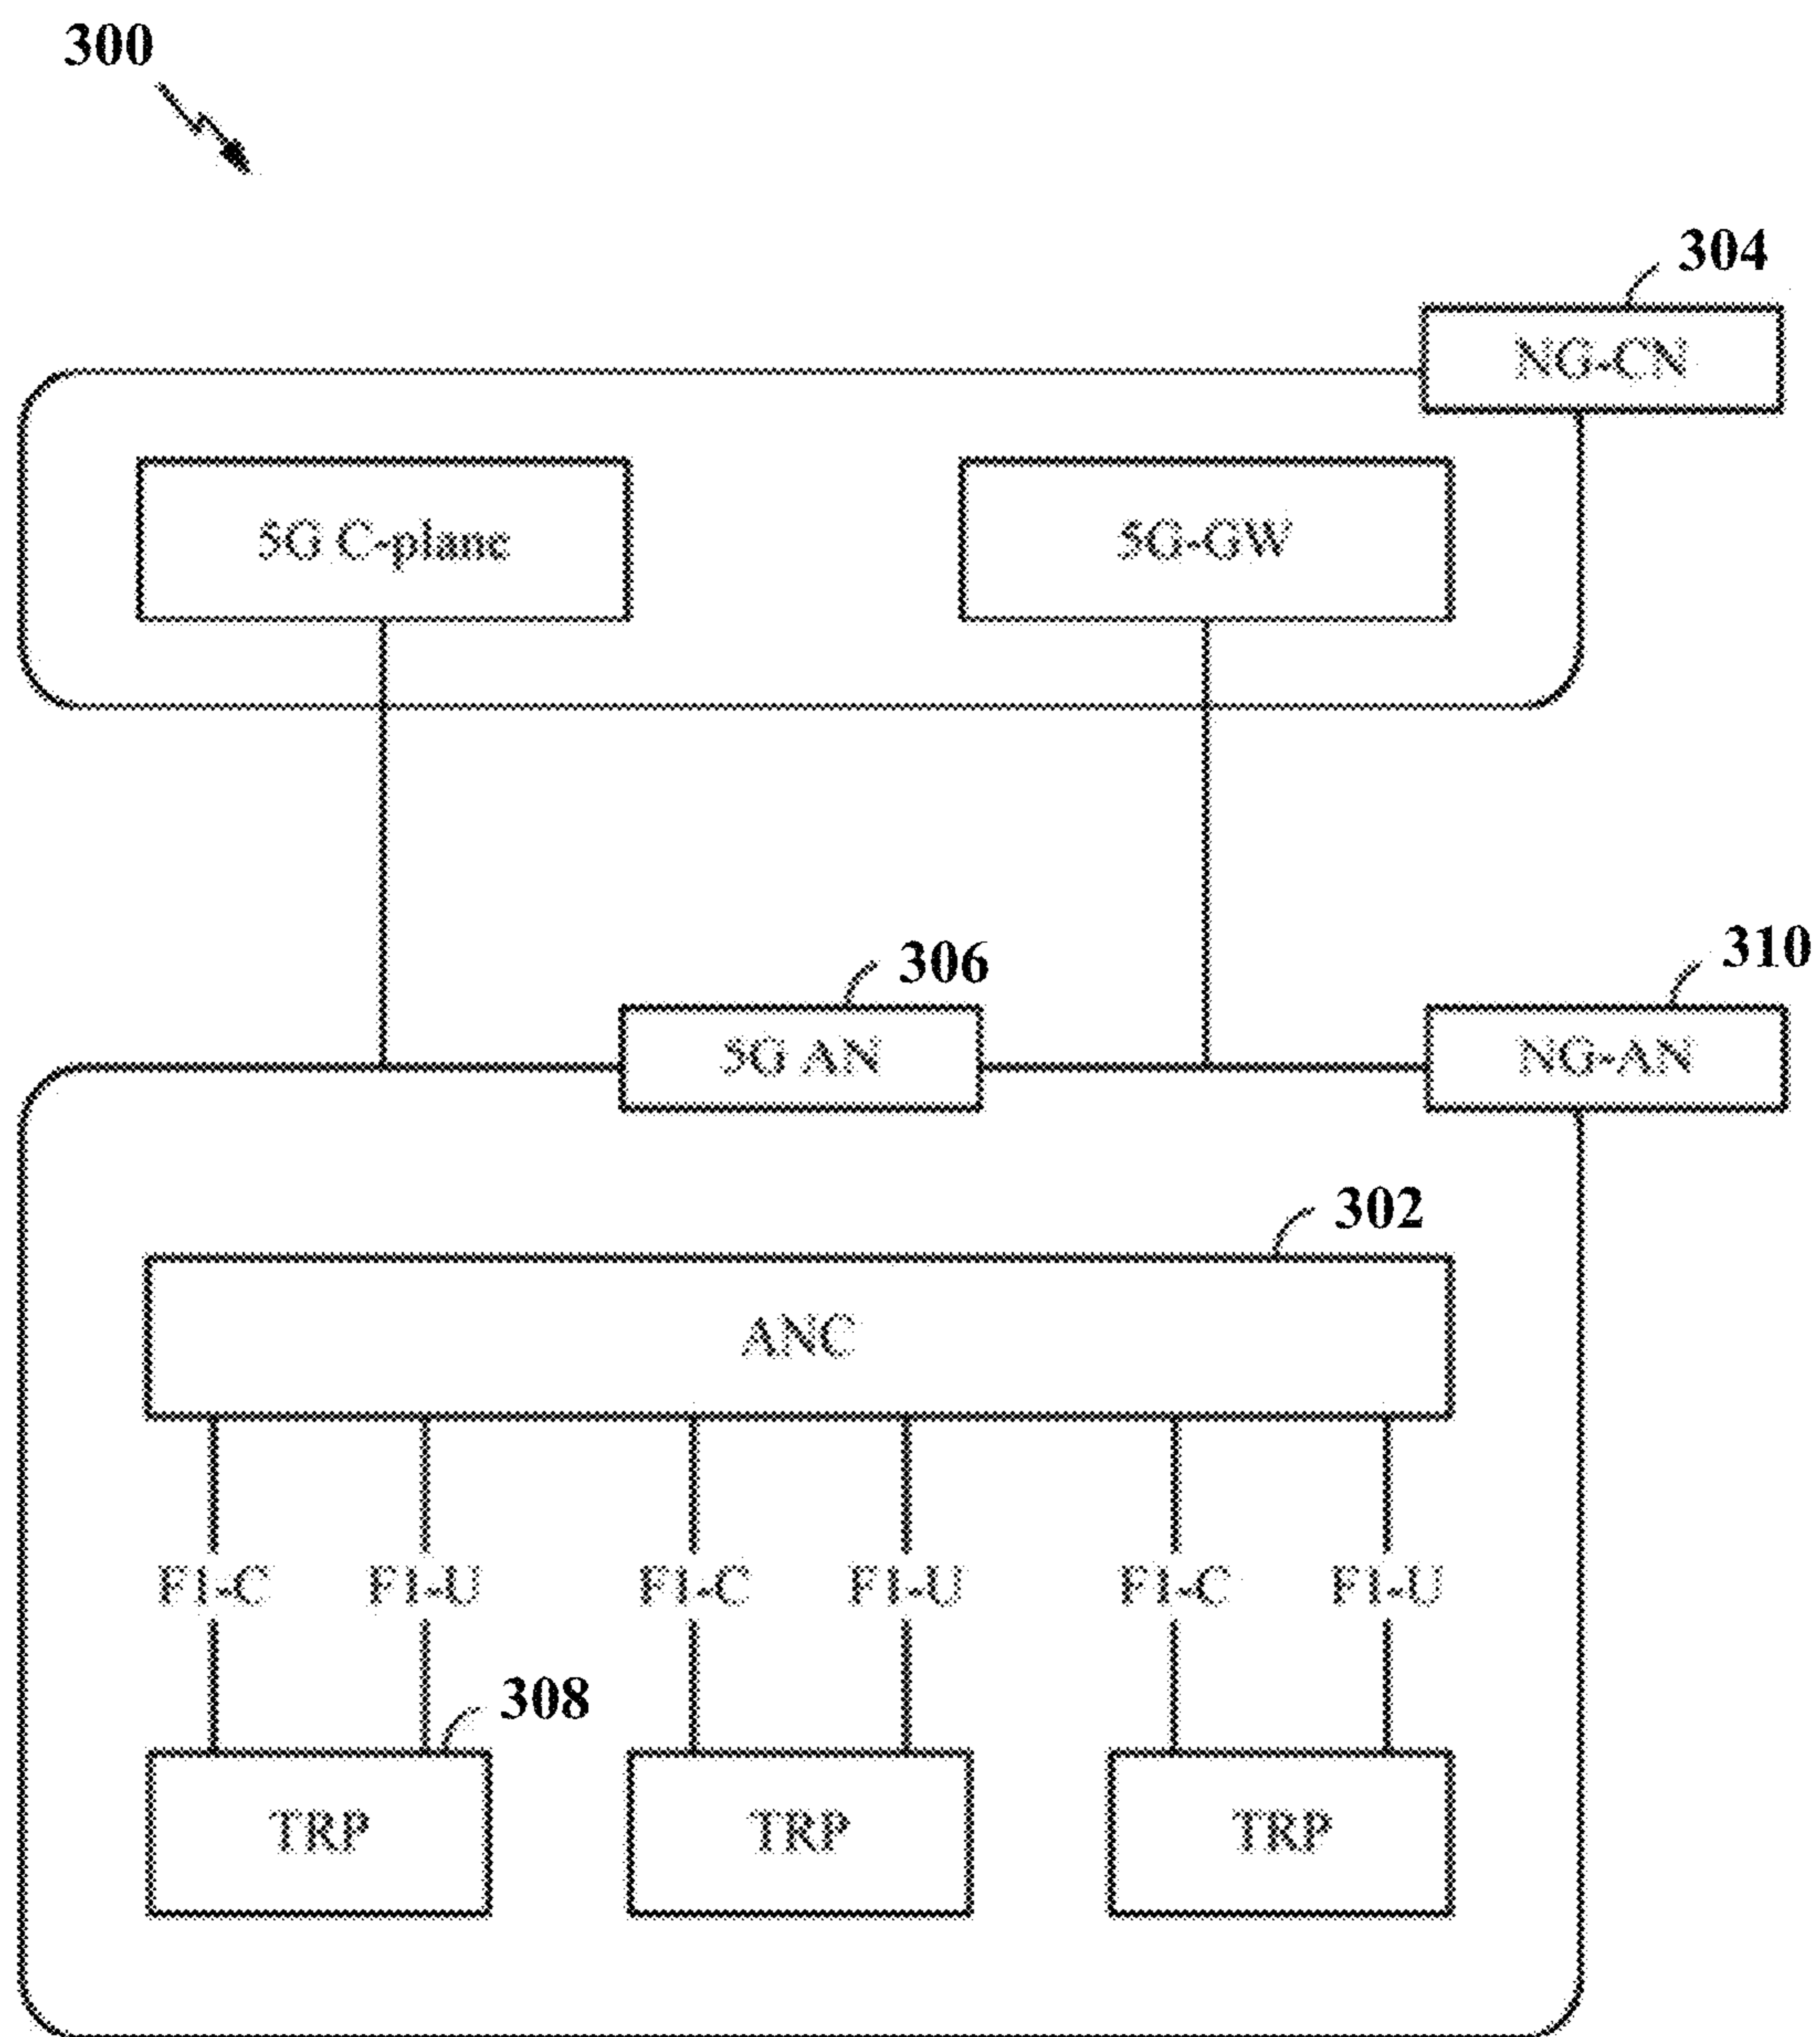 300
304
NG-CN
5G C-plane
5G-GW
306
310
5G AN
NG-AN
302
ANC
F1-C F1-U F1-C F1-U F1-C F1-U
308
TRP TRP TRP